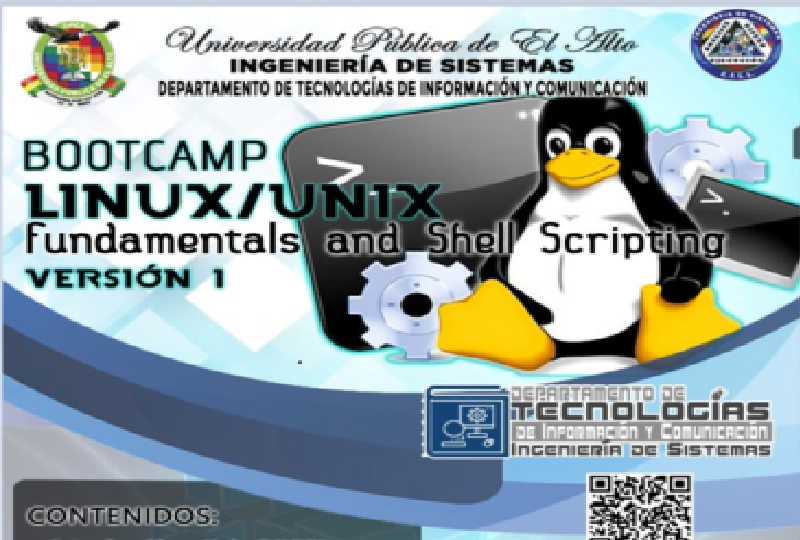 Universidad Pública de El Alto
INGENIERÍA DE SISTEMAS
DEPARTAMENTO DE TECNOLOGÍAS DE INFORMACIÓN Y COMUNICACIÓN
BOOTCAMP
LINUX/UNIX
fundamentals and Shell Scripting
VERSIÓN 1
DEPARTAMENTO DE
TECNOLOGÍAS
DE INFORMACIÓN Y COMUNICACIÓN
INGENIERÍA DE SISTEMAS
CONTENIDOS: